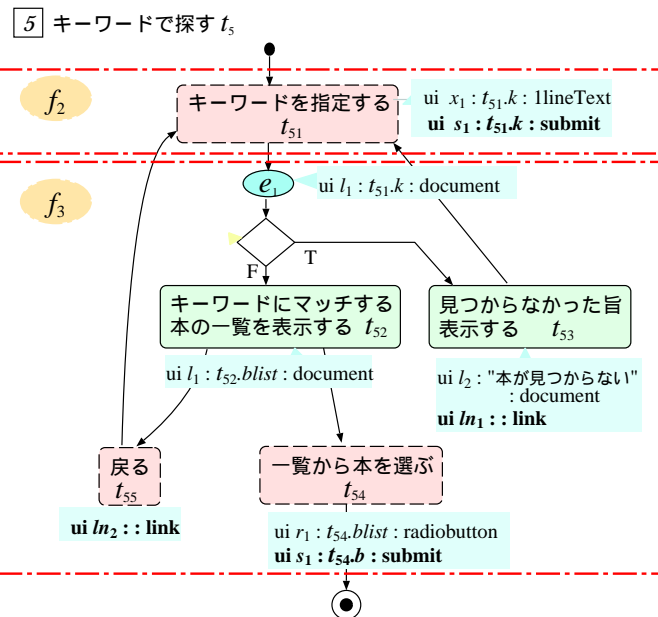 5 キーワードで探す t₅
f₂
キーワードを指定する
t₅₁
ui x₁ : t₅₁.k : 1lineText
ui s₁ : t₅₁.k : submit
f₃
e₁
ui l₁ : t₅₁.k : document
F
T
キーワードにマッチする
本の一覧を表示する t₅₂
見つからなかった旨
表示する t₅₃
ui l₁ : t₅₂.blist : document
ui l₂ : "本が見つからない"
: document
ui ln₁ : : link
戻る
t₅₅
一覧から本を選ぶ
t₅₄
ui ln₂ : : link
ui r₁ : t₅₄.blist : radiobutton
ui s₁ : t₅₄.b : submit